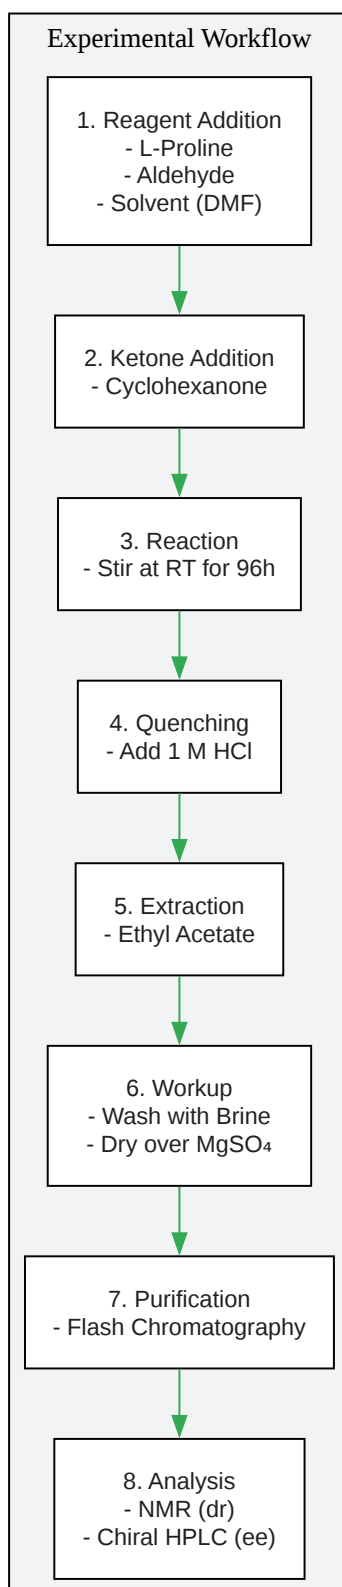 Experimental Workflow
1. Reagent Addition
- L-Proline
- Aldehyde
- Solvent (DMF)
2. Ketone Addition
- Cyclohexanone
3. Reaction
- Stir at RT for 96h
4. Quenching
- Add 1 M HCl
5. Extraction
- Ethyl Acetate
6. Workup
- Wash with Brine
- Dry over MgSO₄
7. Purification
- Flash Chromatography
8. Analysis
- NMR (dr)
- Chiral HPLC (ee)